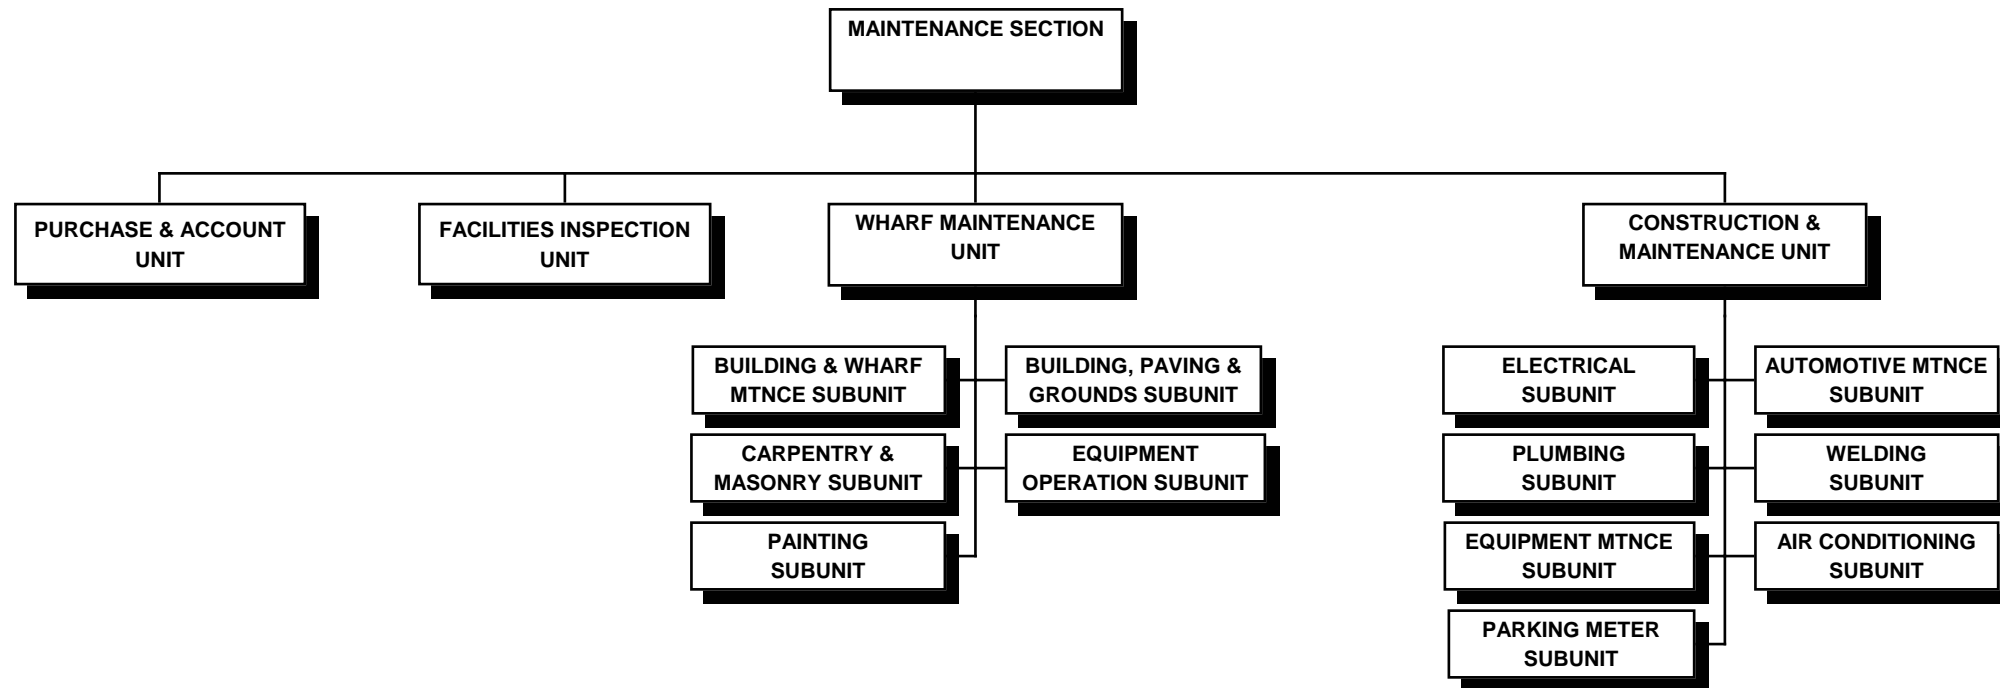 MAINTENANCE SECTION
PURCHASE & ACCOUNT
UNIT
FACILITIES INSPECTION
UNIT
WHARF MAINTENANCE
UNIT
CONSTRUCTION &
MAINTENANCE UNIT
BUILDING & WHARF
MTNCE SUBUNIT
BUILDING, PAVING &
GROUNDS SUBUNIT
CARPENTRY &
MASONRY SUBUNIT
EQUIPMENT
OPERATION SUBUNIT
PAINTING
SUBUNIT
ELECTRICAL
SUBUNIT
AUTOMOTIVE MTNCE
SUBUNIT
PLUMBING
SUBUNIT
WELDING
SUBUNIT
EQUIPMENT MTNCE
SUBUNIT
AIR CONDITIONING
SUBUNIT
PARKING METER
SUBUNIT